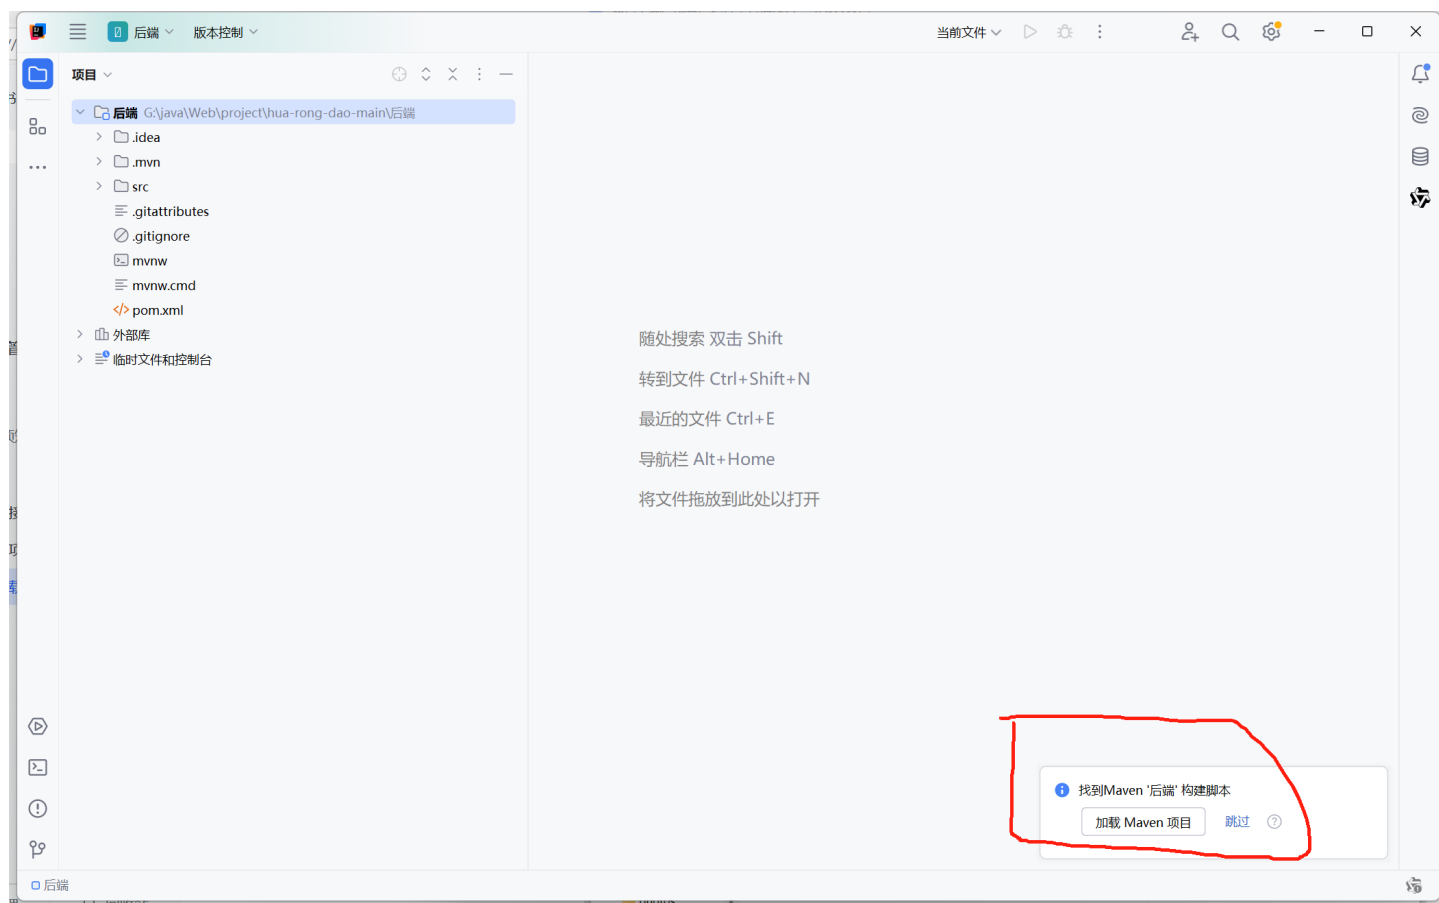 后端
版本控制
当前文件
项目
后端 G:\java\Web\project\hua-rong-dao-main\后端
.idea
.mvn
src
.gitattributes
.gitignore
mvnw
mvnw.cmd
pom.xml
外部库
临时文件和控制台
随处搜索 双击 Shift
转到文件 Ctrl+Shift+N
最近的文件 Ctrl+E
导航栏 Alt+Home
将文件拖放到此处以打开
找到Maven '后端' 构建脚本
加载 Maven 项目 跳过
后端